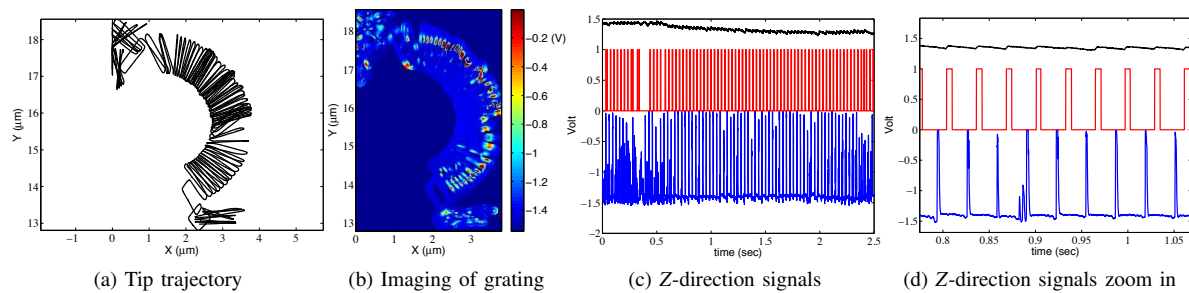 18
17
16
15
14
13
Y (μm)
−1 0 1 2 3 4 5
X (μm)
(a) Tip trajectory
18
17
16
15
14
13
Y (μm)
0 1 2 3
X (μm)
−0.2 (V)
−0.4
−0.6
−0.8
−1
−1.2
−1.4
−1.6
(b) Imaging of grating
1.5
1
0.5
0
−0.5
−1
−1.5
−2
Volt
0 0.5 1 1.5 2 2.5
time (sec)
(c) Z-direction signals
1.5
1
0.5
0
−0.5
−1
−1.5
Volt
0.8 0.85 0.9 0.95 1 1.05
time (sec)
(d) Z-direction signals zoom in